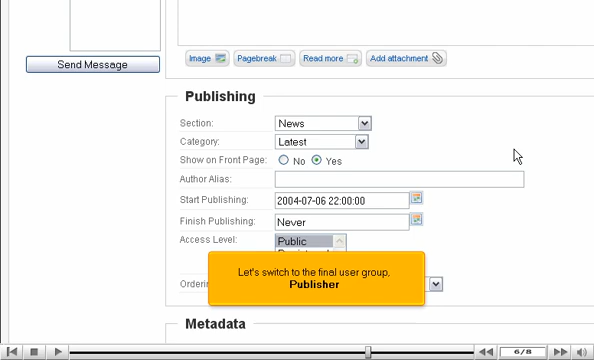 Send Message
Image
Pagebreak
Read more
Add attachment
Publishing
Section: News
Category: Latest
Show on Front Page: No Yes
Author Alias:
Start Publishing: 2004-07-06 22:00:00
Finish Publishing: Never
Access Level: Public
Let's switch to the final user group,
Publisher
Metadata
6/8